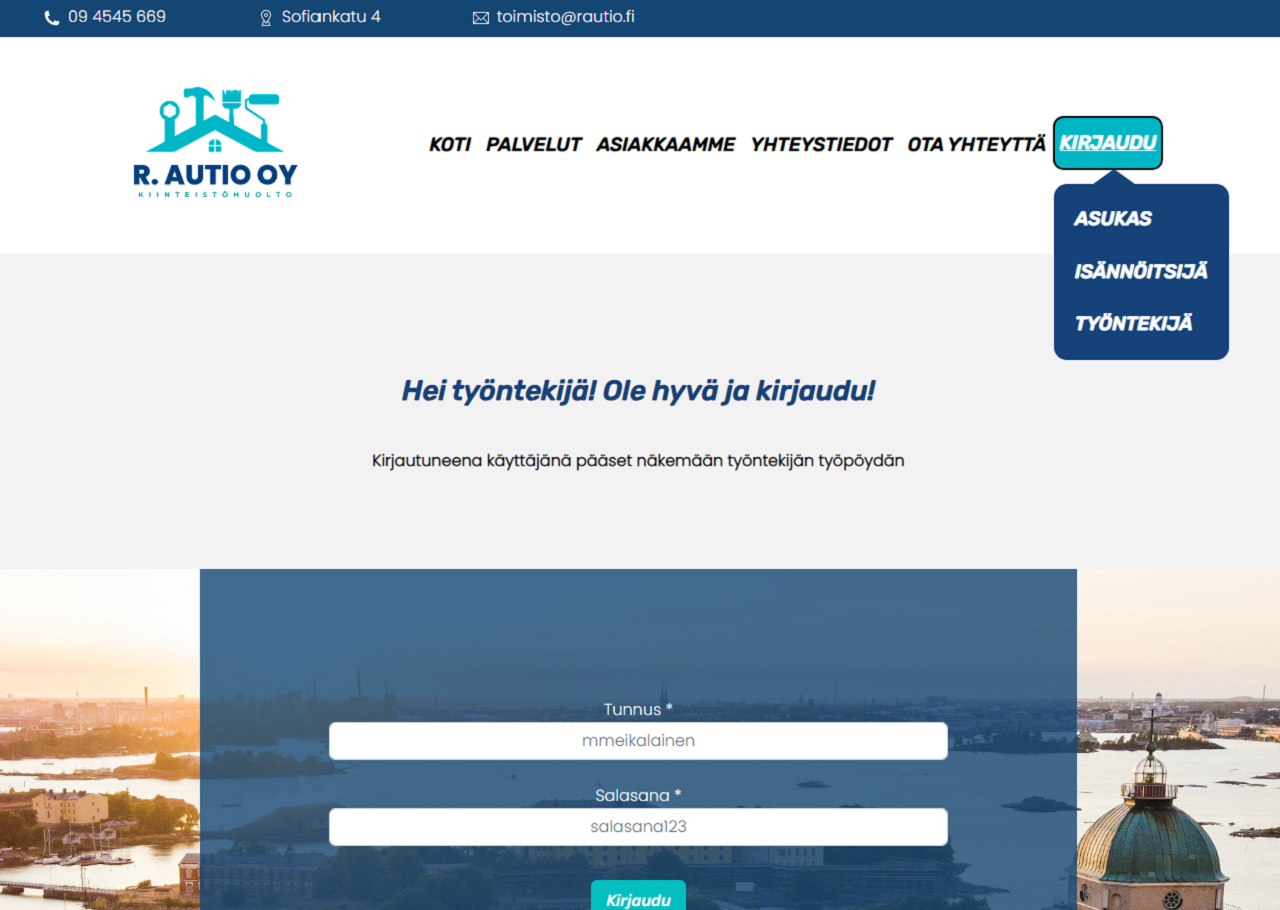 09 4545 669
Sofiankatu 4
toimisto@rautio.fi
R. AUTIO OY
KIINTEISTÖHUOLTO
KOTI
PALVELUT
ASIAKKAAMME
YHTEYSTIEDOT
OTA YHTEYTTÄ
KIRJAUDU
ASUKAS
ISÄNNÖITSIJÄ
TYÖNTEKIJÄ
Hei työntekijä! Ole hyvä ja kirjaudu!
Kirjautuneena käyttäjänä pääset näkemään työntekijän työpöydän
Tunnus *
mmeikalainen
Salasana *
salasana123
Kirjaudu